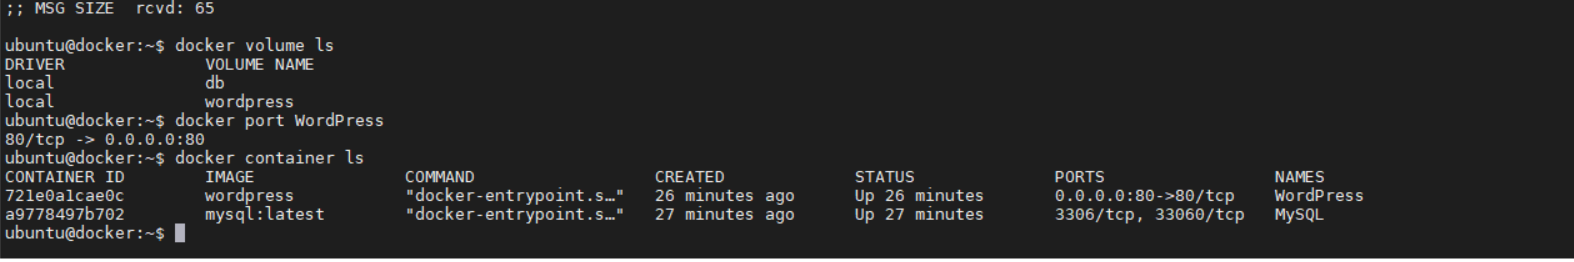 ;; MSG SIZE  rcvd: 65
ubuntu@docker:~$ docker volume ls
DRIVER              VOLUME NAME
local               db
local               wordpress
ubuntu@docker:~$ docker port WordPress
80/tcp -> 0.0.0.0:80
ubuntu@docker:~$ docker container ls
CONTAINER ID        IMAGE               COMMAND                  CREATED             STATUS              PORTS                 NAMES
721e0a1cae0c        wordpress           "docker-entrypoint.s…"   26 minutes ago      Up 26 minutes       0.0.0.0:80->80/tcp    WordPress
a9778497b702        mysql:latest        "docker-entrypoint.s…"   27 minutes ago      Up 27 minutes       3306/tcp, 33060/tcp   MySQL
ubuntu@docker:~$